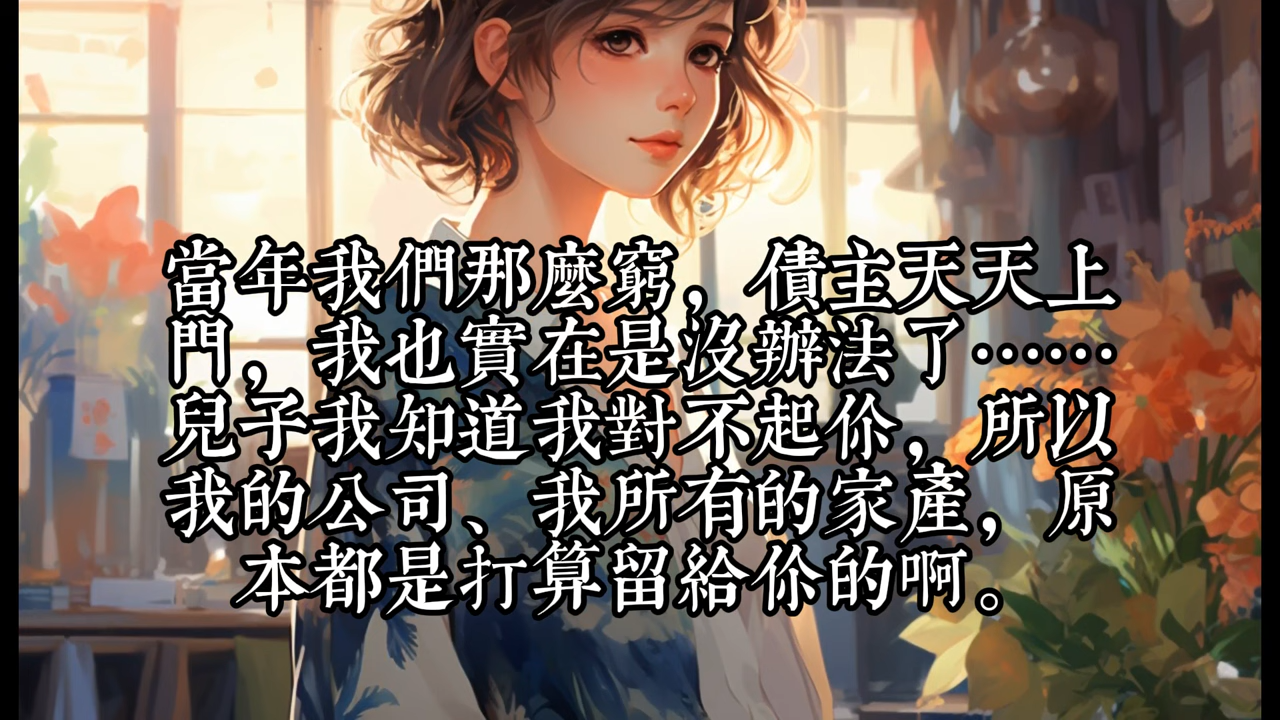 當年我們那麼窮，債主天天上
門，我也實在是沒辦法了……
兒子我知道我對不起你，所以
我的公司、我所有的家產，原
本都是打算留給你的啊。